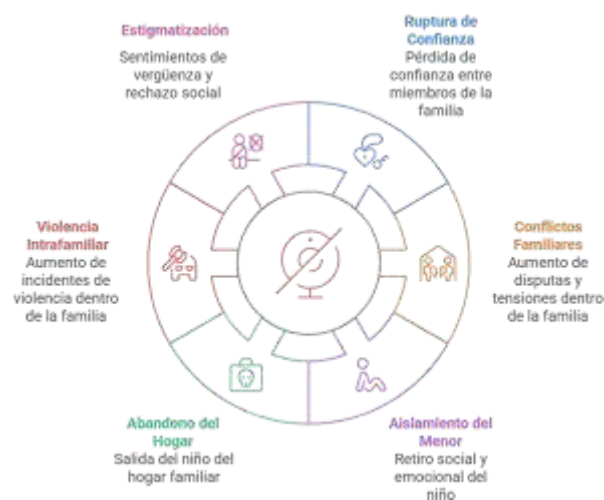 Estigmatización
Sentimientos de
vergüenza y
rechazo social
Ruptura de
Confianza
Pérdida de
confianza entre
miembros de la
familia
Violencia
Intrafamiliar
Aumento de
incidentes de
violencia dentro
de la familia
Conflictos
Familiares
Aumento de
disputas y
tensiones dentro
de la familia
Abandono del
Hogar
Salida del niño del
hogar familiar
Aislamiento del
Menor
Retiro social y
emocional del
niño